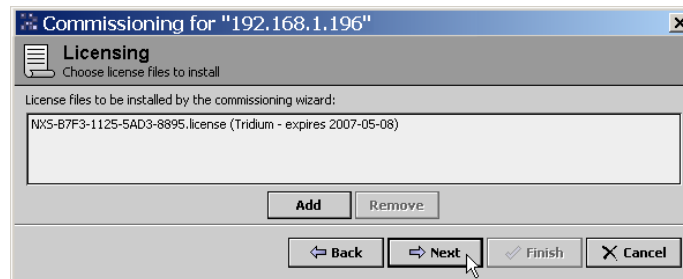 Commissioning for "192.168.1.196"
Licensing
Choose license files to install
License files to be installed by the commissioning wizard:
NXS-B7F3-1125-5AD3-8895.license (Tridium - expires 2007-05-08)
Add Remove
Back Next Finish Cancel